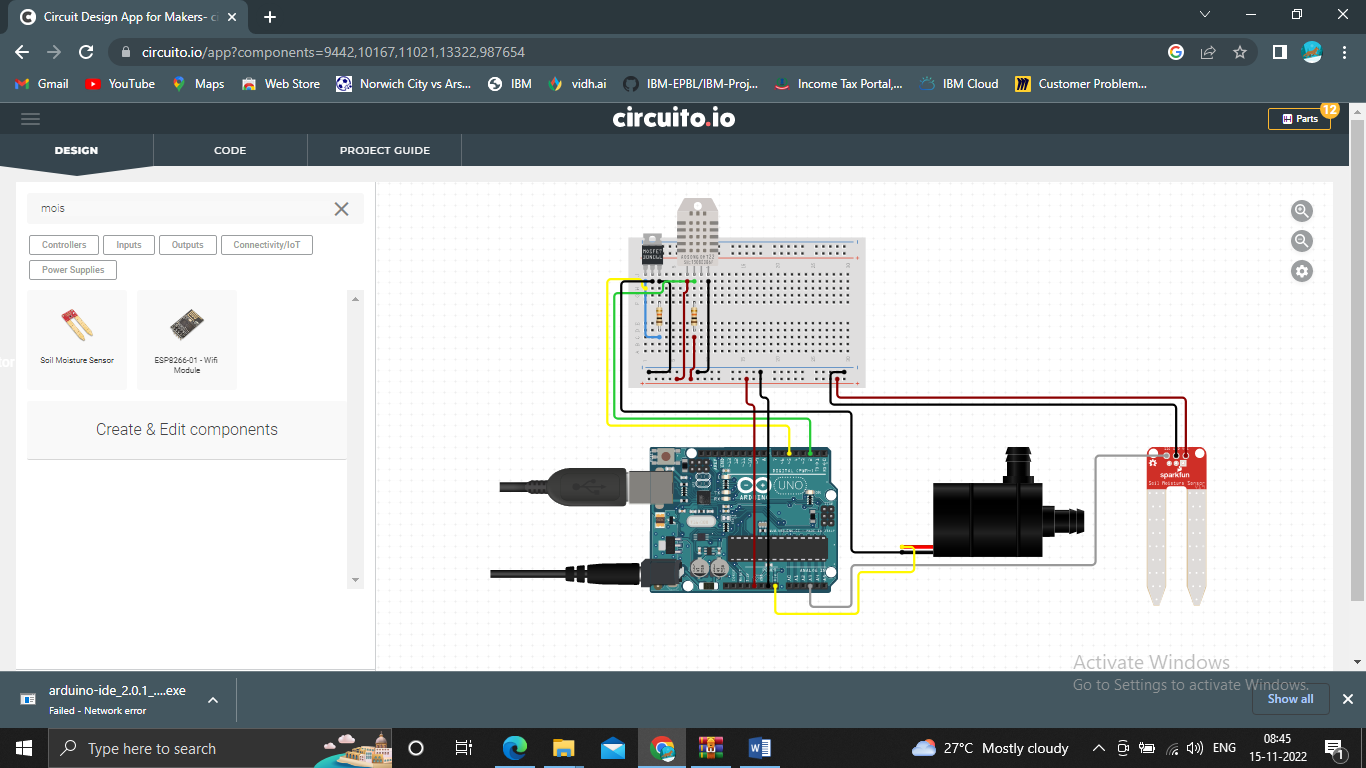 Circuit Design App for Makers- ci
circuito.io/app?components=9442,10167,11021,13322,987654
Gmail
YouTube
Maps
Web Store
Norwich City vs Ars...
IBM
vidh.ai
IBM-EPBL/IBM-Proj...
Income Tax Portal,...
IBM Cloud
Customer Problem...
circuito.io
Parts
12
DESIGN
CODE
PROJECT GUIDE
mois
Controllers
Inputs
Outputs
Connectivity/IoT
Power Supplies
Soil Moisture Sensor
ESP8266-01 - Wifi
Module
Create & Edit components
MOSFET
UNO
ARDUINO
sparkfun
Soil Moisture Sensor
Activate Windows
Go to Settings to activate Windows.
arduino-ide_2.0.1_....exe
Failed - Network error
Show all
Type here to search
27°C Mostly cloudy
ENG
08:45
15-11-2022
1